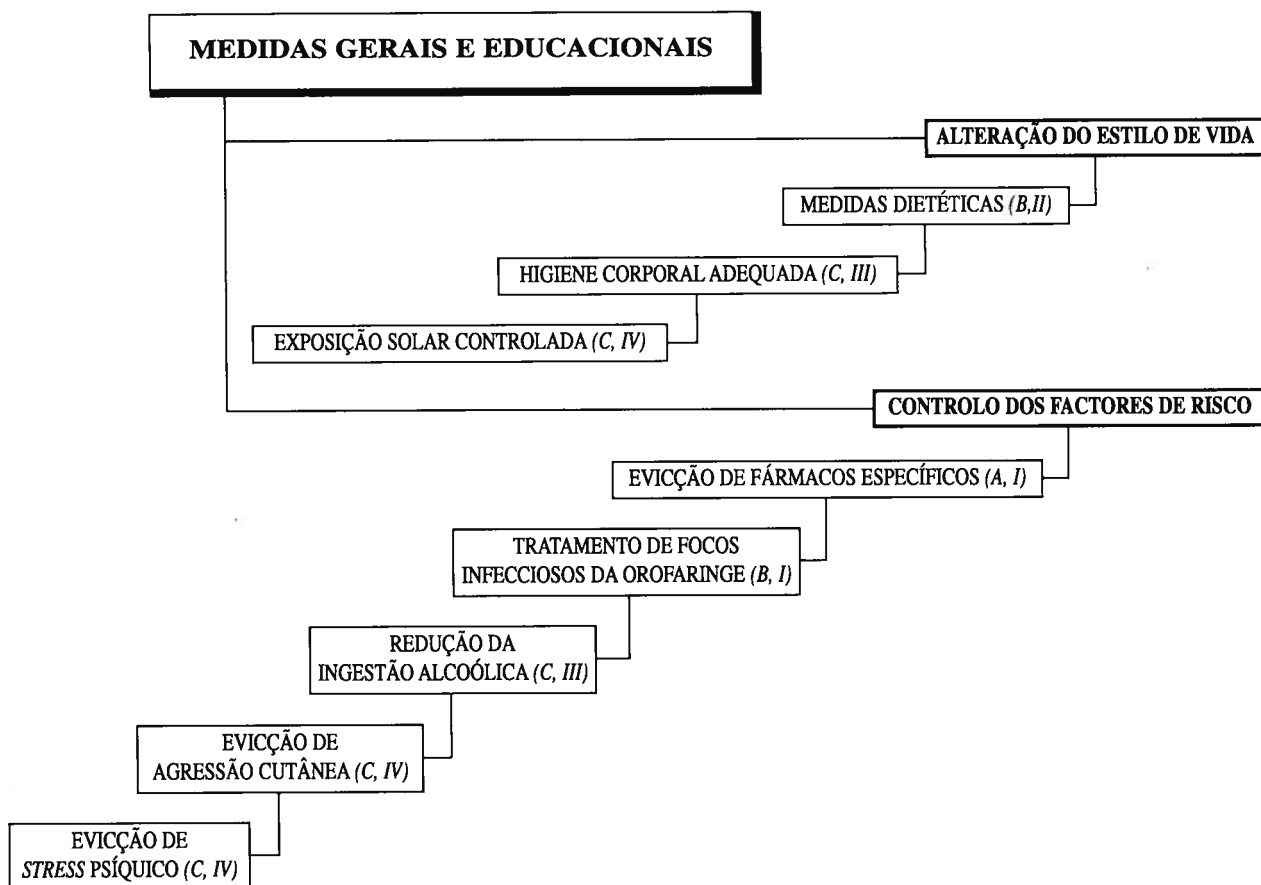 MEDIDAS GERAIS E EDUCACIONAIS
ALTERAÇÃO DO ESTILO DE VIDA
MEDIDAS DIETÉTICAS (B,II)
HIGIENE CORPORAL ADEQUADA (C, III)
EXPOSIÇÃO SOLAR CONTROLADA (C, IV)
CONTROLO DOS FACTORES DE RISCO
EVICÇÃO DE FÁRMACOS ESPECÍFICOS (A, I)
TRATAMENTO DE FOCOS
INFECCIOSOS DA OROFARINGE (B, I)
REDUÇÃO DA
INGESTÃO ALCOÓLICA (C, III)
EVICÇÃO DE
AGRESSÃO CUTÂNEA (C, IV)
EVICÇÃO DE
STRESS PSÍQUICO (C, IV)